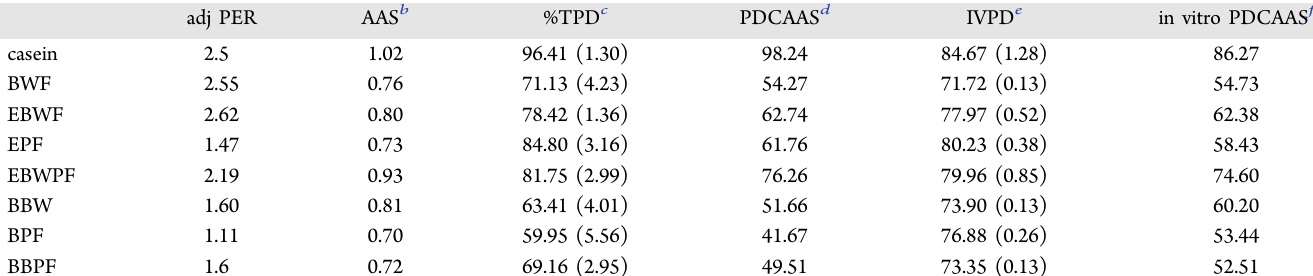 adj PER AAS^b %TPD^c PDCAAS^d IVPD^e in vitro PDCAAS^f
casein 2.5 1.02 96.41 (1.30) 98.24 84.67 (1.28) 86.27
BWF 2.55 0.76 71.13 (4.23) 54.27 71.72 (0.13) 54.73
EBWF 2.62 0.80 78.42 (1.36) 62.74 77.97 (0.52) 62.38
EPF 1.47 0.73 84.80 (3.16) 61.76 80.23 (0.38) 58.43
EBWPF 2.19 0.93 81.75 (2.99) 76.26 79.96 (0.85) 74.60
BBW 1.60 0.81 63.41 (4.01) 51.66 73.90 (0.13) 60.20
BPF 1.11 0.70 59.95 (5.56) 41.67 76.88 (0.26) 53.44
BBPF 1.6 0.72 69.16 (2.95) 49.51 73.35 (0.13) 52.51